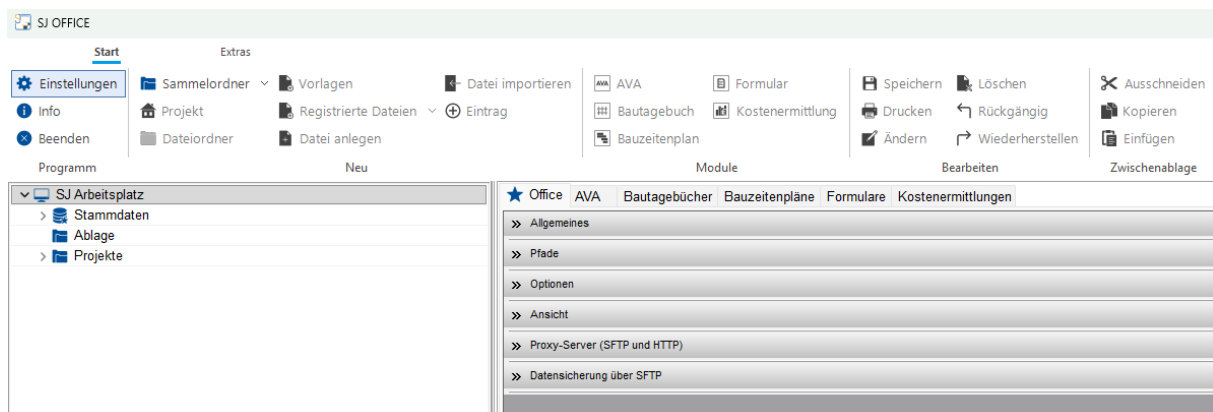 SJ OFFICE
Start Extras
Einstellungen Sammelordner Vorlagen Datei importieren AVA AVA Formular Speichern Löschen Ausschneiden
Info Projekt Registrierte Dateien Eintrag Bautagebuch Kostenermittlung Drucken Rückgängig Kopieren
Beenden Dateiordner Datei anlegen Bauzeitenplan Ändern Wiederherstellen Einfügen
Programm Neu Module Bearbeiten Zwischenablage
SJ Arbeitsplatz
Stammdaten
Ablage
Projekte
Office AVA Bautagebücher Bauzeitenpläne Formulare Kostenermittlungen
Allgemeines
Pfade
Optionen
Ansicht
Proxy-Server (SFTP und HTTP)
Datensicherung über SFTP